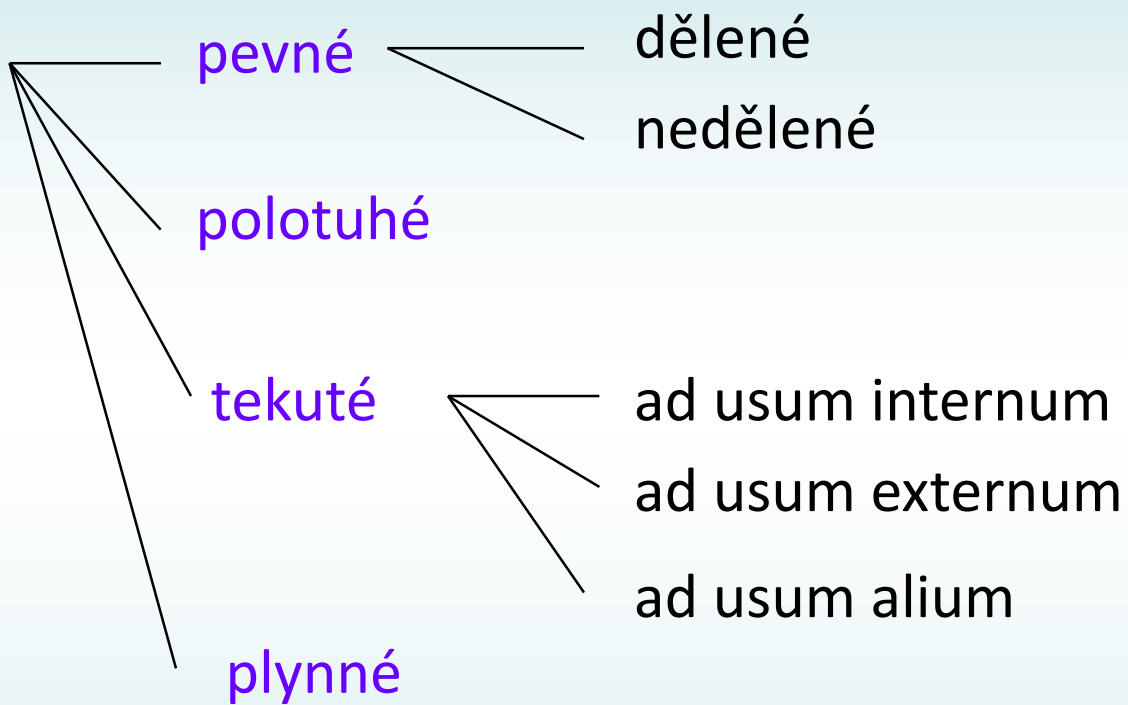 pevné
dělené
nedělené
polotuhé
tekuté
ad usum internum
ad usum externum
ad usum alium
plynné